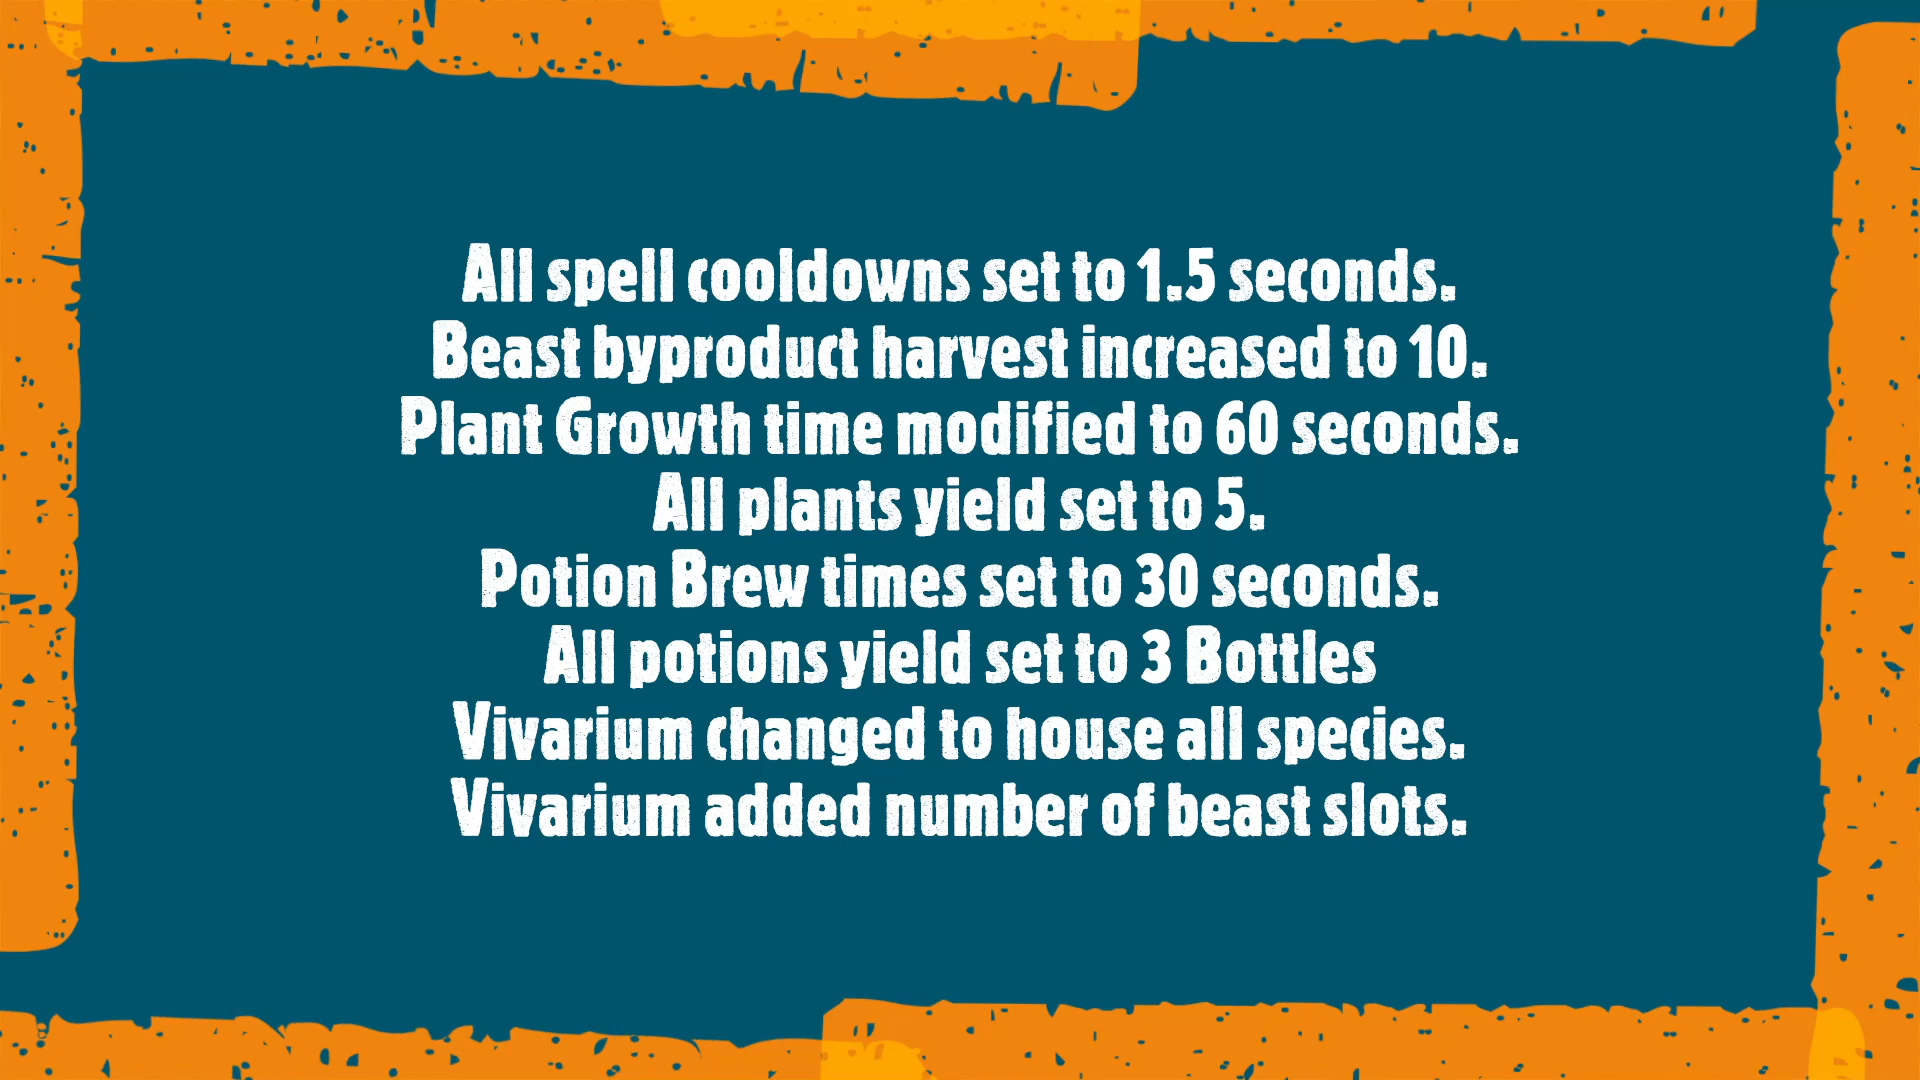 All spell cooldowns set to 1.5 seconds.
Beast byproduct harvest increased to 10.
Plant Growth time modified to 60 seconds.
All plants yield set to 5.
Potion Brew times set to 30 seconds.
All potions yield set to 3 Bottles
Vivarium changed to house all species.
Vivarium added number of beast slots.